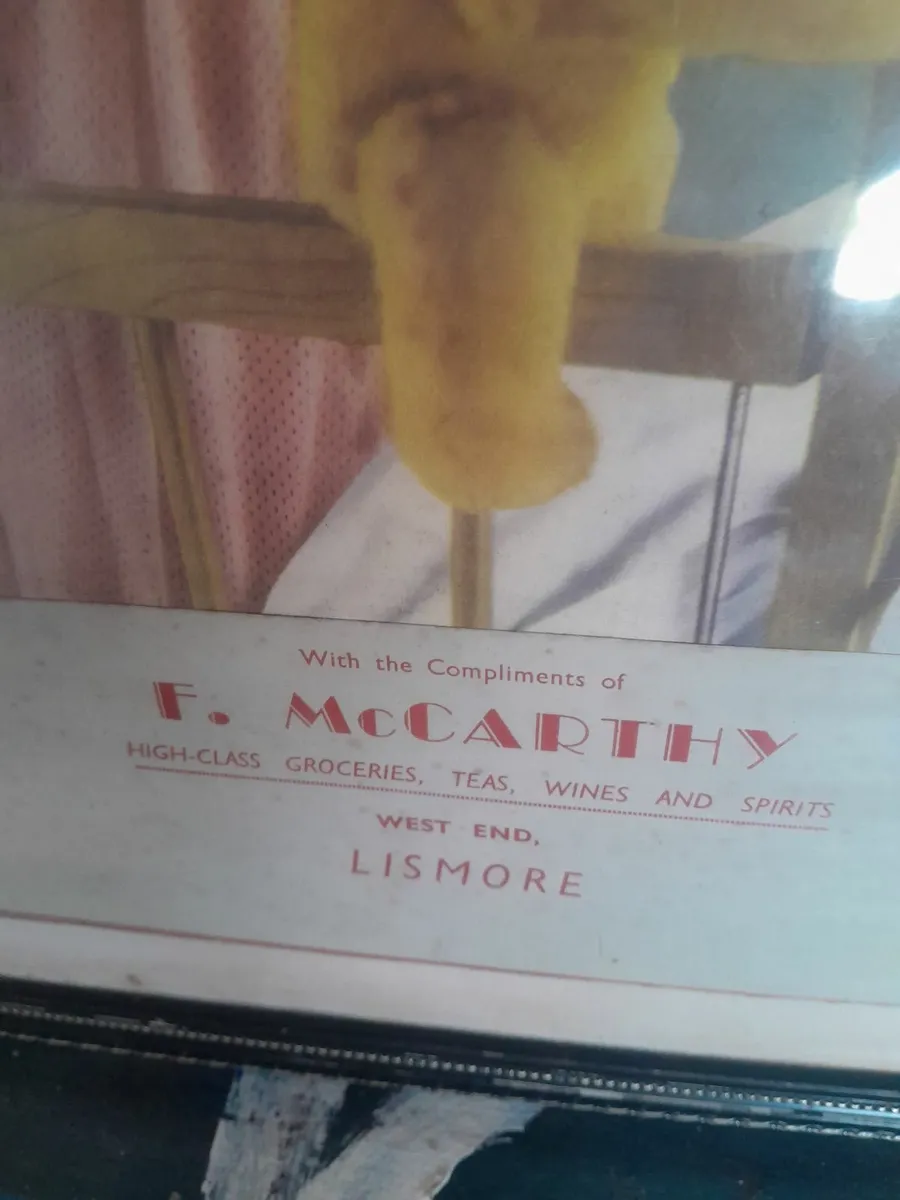 With the Compliments of
F. McCARTHY
HIGH-CLASS GROCERIES, TEAS, WINES AND SPIRITS
WEST END,
LISMORE